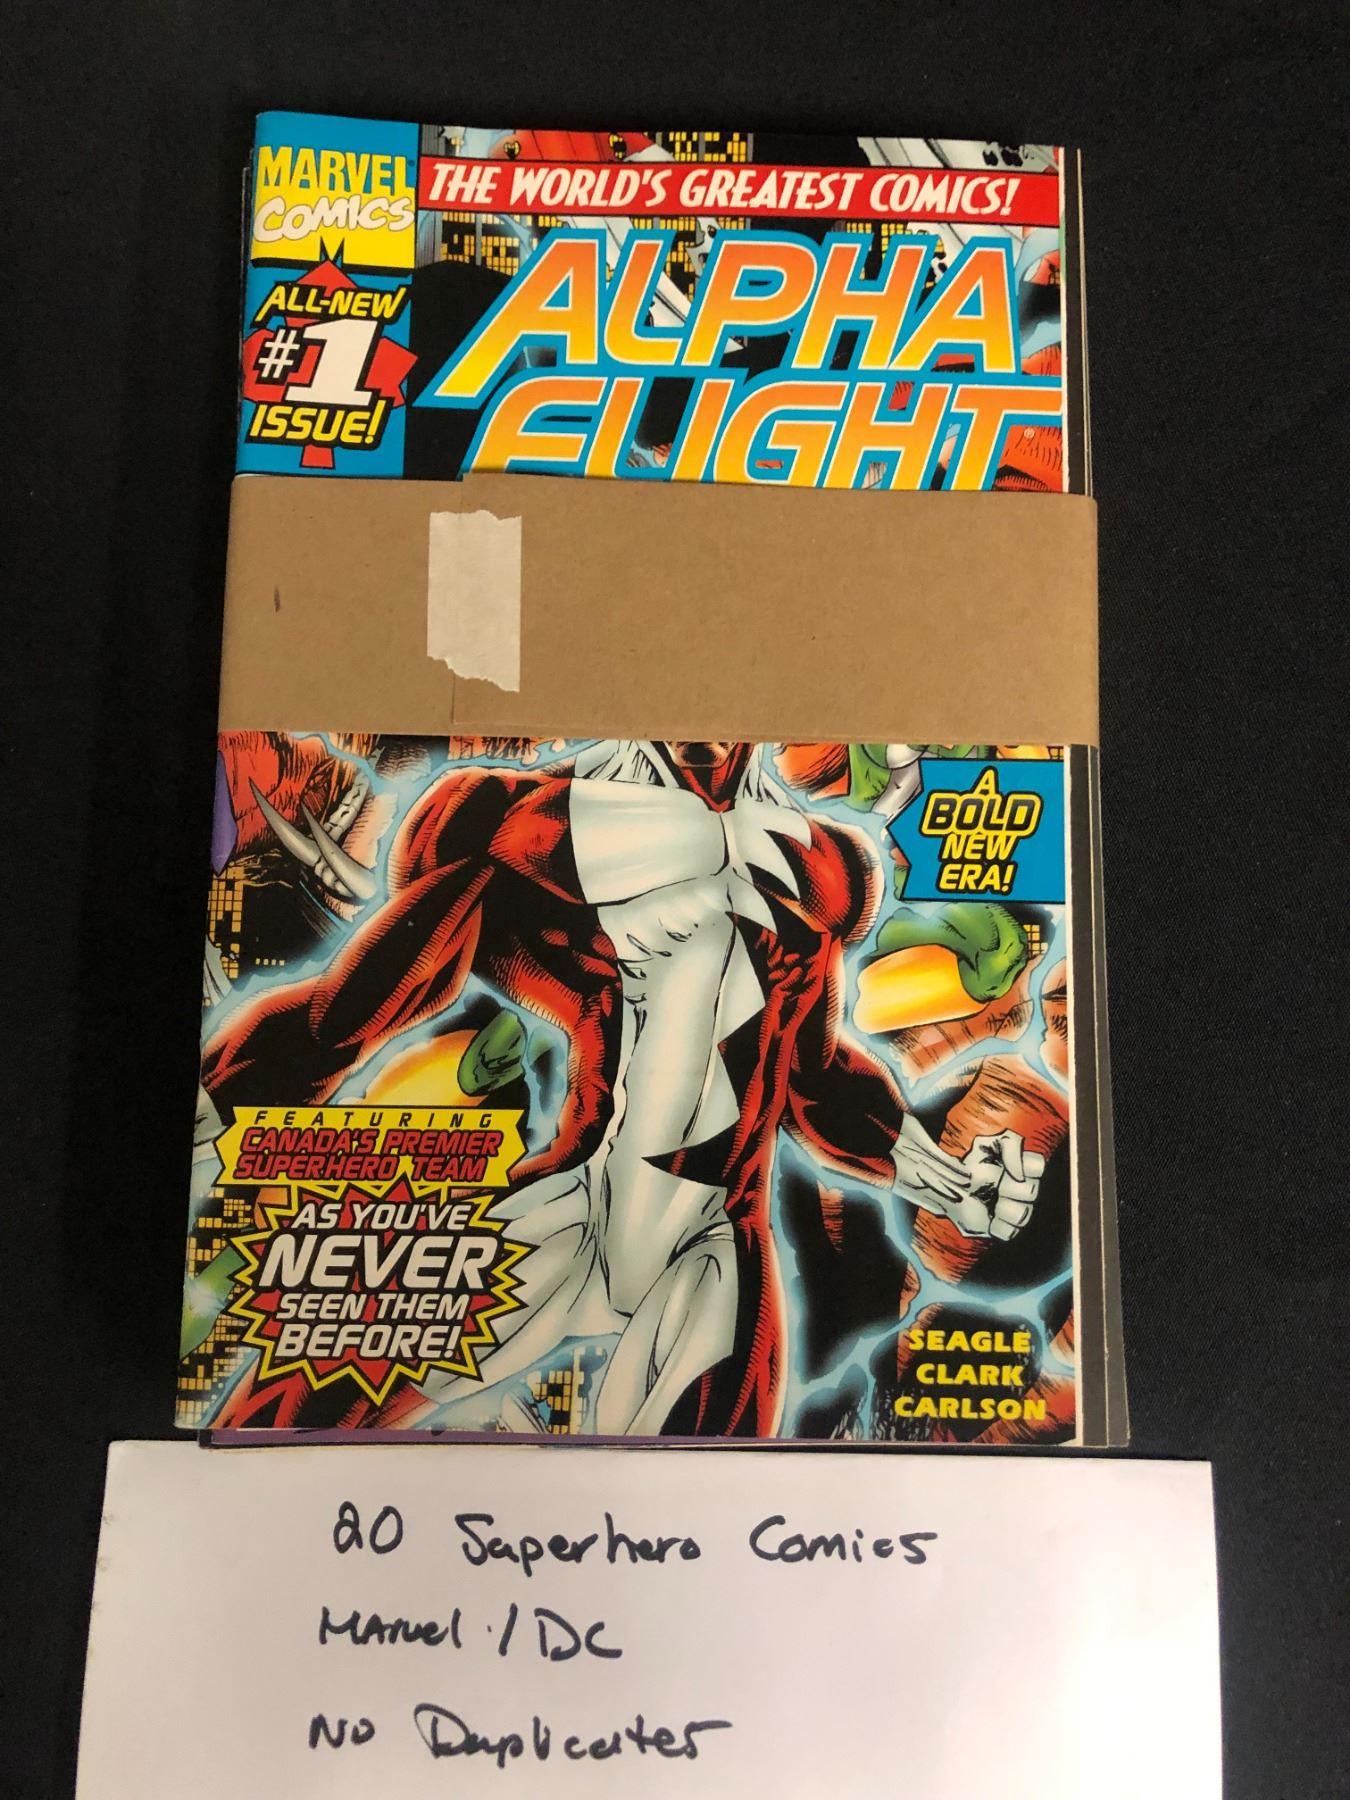 MARVEL
COMICS
THE WORLD'S GREATEST COMICS!
ALL-NEW
#1
ISSUE!
ALPHA
FLIGHT
A
BOLD
NEW
ERA!
FEATURING
CANADA'S PREMIER
SUPERHERO TEAM
AS YOU'VE
NEVER
SEEN THEM
BEFORE!
SEAGLE
CLARK
CARLSON
20 Superhero Comics
MARvel / DC
No Duplicates